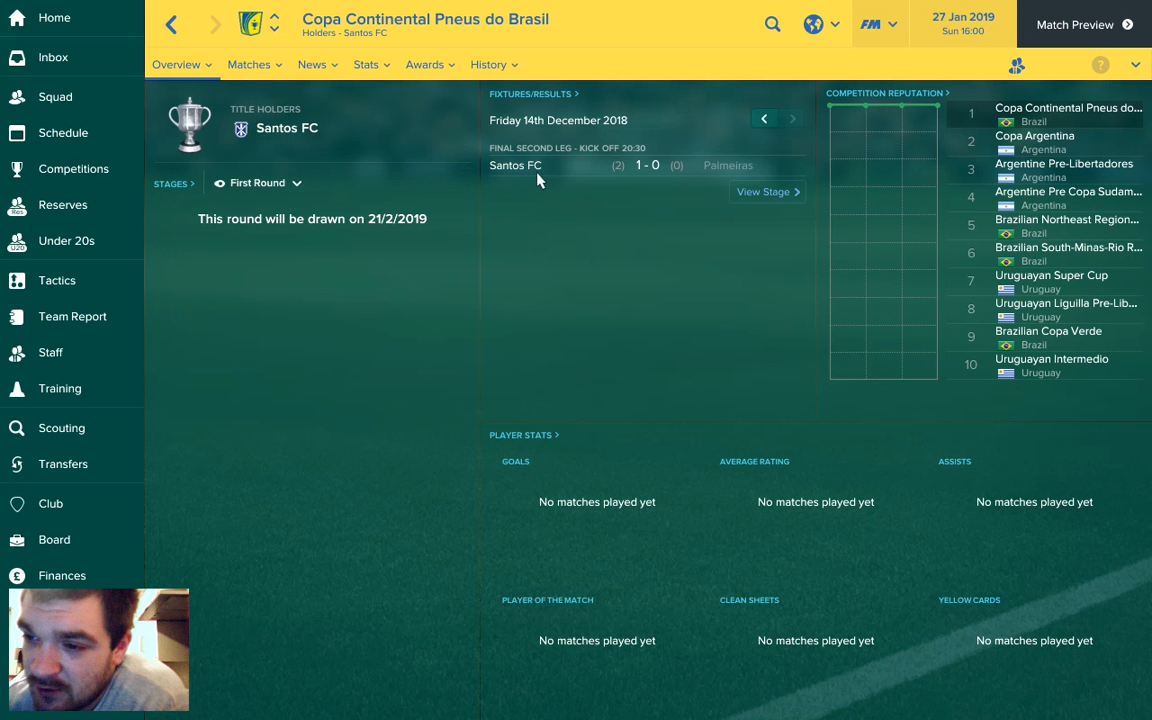 Home
Inbox
Squad
Schedule
Competitions
Res
Reserves
U20
Under 20s
Tactics
Team Report
Staff
Training
Scouting
Transfers
Club
Board
£
Finances
Copa Continental Pneus do Brasil
Holders - Santos FC
FM
27 Jan 2019
Sun 16:00
Match Preview
Overview
Matches
News
Stats
Awards
History
?
TITLE HOLDERS
Santos FC
STAGES >
First Round
This round will be drawn on 21/2/2019
FIXTURES/RESULTS >
Friday 14th December 2018
FINAL SECOND LEG - KICK OFF 20:30
Santos FC (2) 1 - 0 (0) Palmeiras
View Stage >
COMPETITION REPUTATION >
1 Copa Continental Pneus do...
Brazil
2 Copa Argentina
Argentina
3 Argentine Pre-Libertadores
Argentina
4 Argentine Pre Copa Sudam...
Argentina
5 Brazilian Northeast Region...
Brazil
6 Brazilian South-Minas-Rio R...
Brazil
7 Uruguayan Super Cup
Uruguay
8 Uruguayan Liguilla Pre-Lib...
Uruguay
9 Brazilian Copa Verde
Brazil
10 Uruguayan Intermedio
Uruguay
PLAYER STATS >
GOALS
No matches played yet
AVERAGE RATING
No matches played yet
ASSISTS
No matches played yet
PLAYER OF THE MATCH
No matches played yet
CLEAN SHEETS
No matches played yet
YELLOW CARDS
No matches played yet